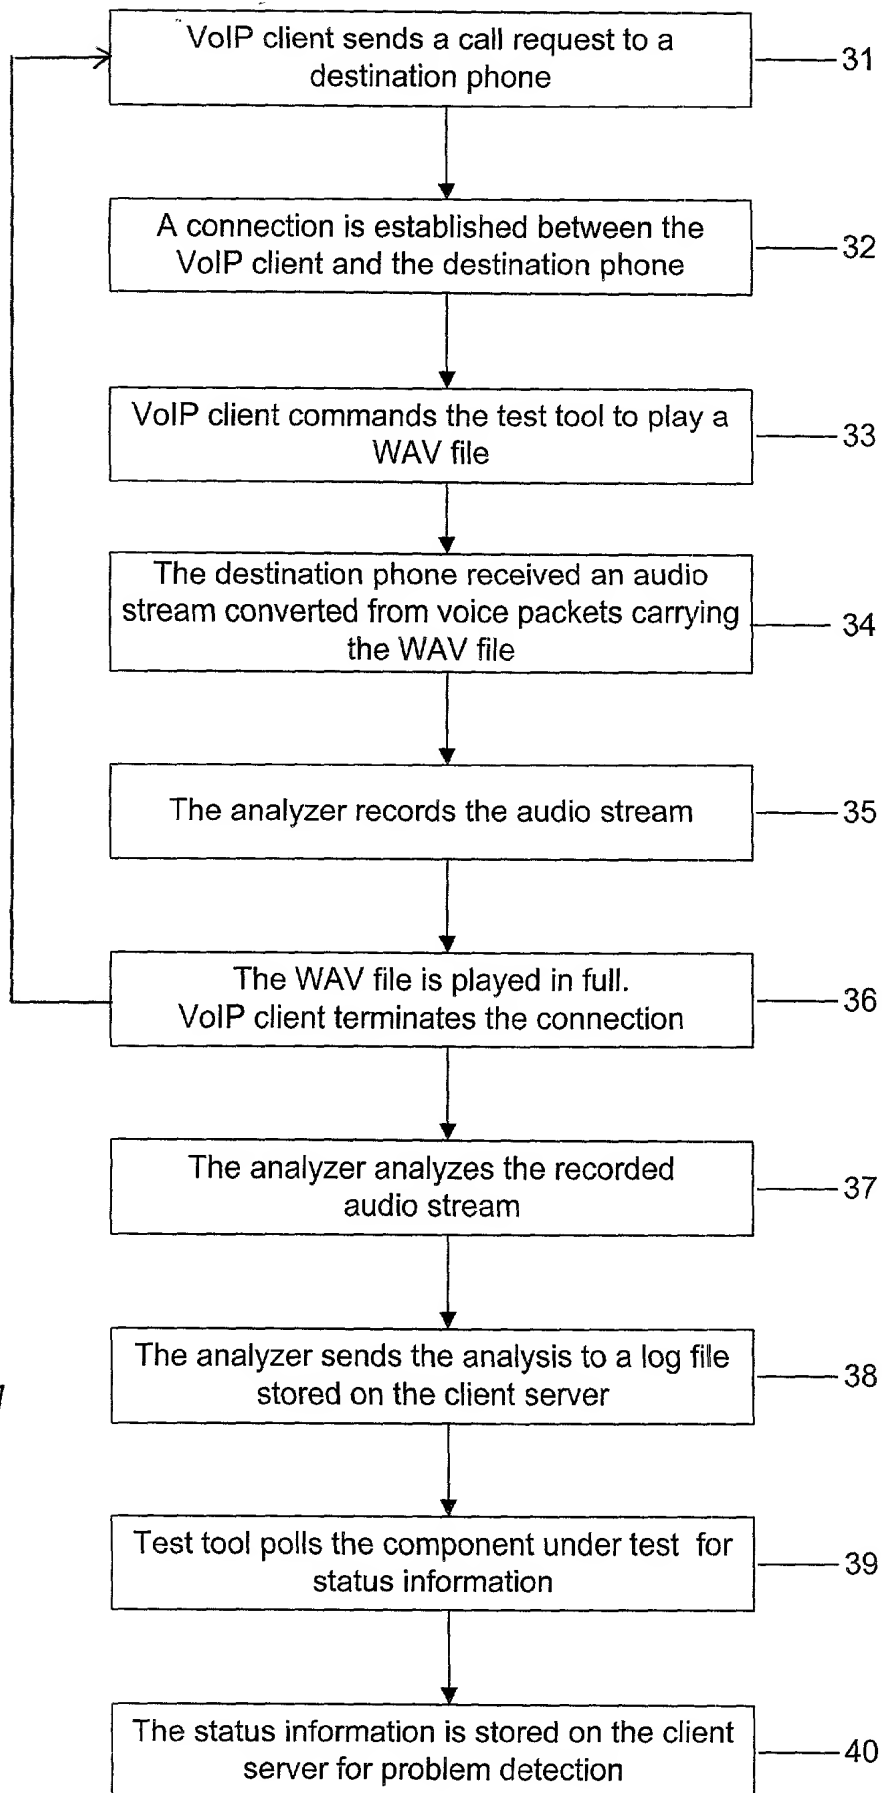 VoIP client sends a call request to a
destination phone
31
A connection is established between the
VoIP client and the destination phone
32
VoIP client commands the test tool to play a
WAV file
33
The destination phone received an audio
stream converted from voice packets carrying
the WAV file
34
The analyzer records the audio stream
35
The WAV file is played in full.
VoIP client terminates the connection
36
The analyzer analyzes the recorded
audio stream
37
The analyzer sends the analysis to a log file
stored on the client server
38
Test tool polls the component under test for
status information
39
The status information is stored on the client
server for problem detection
40